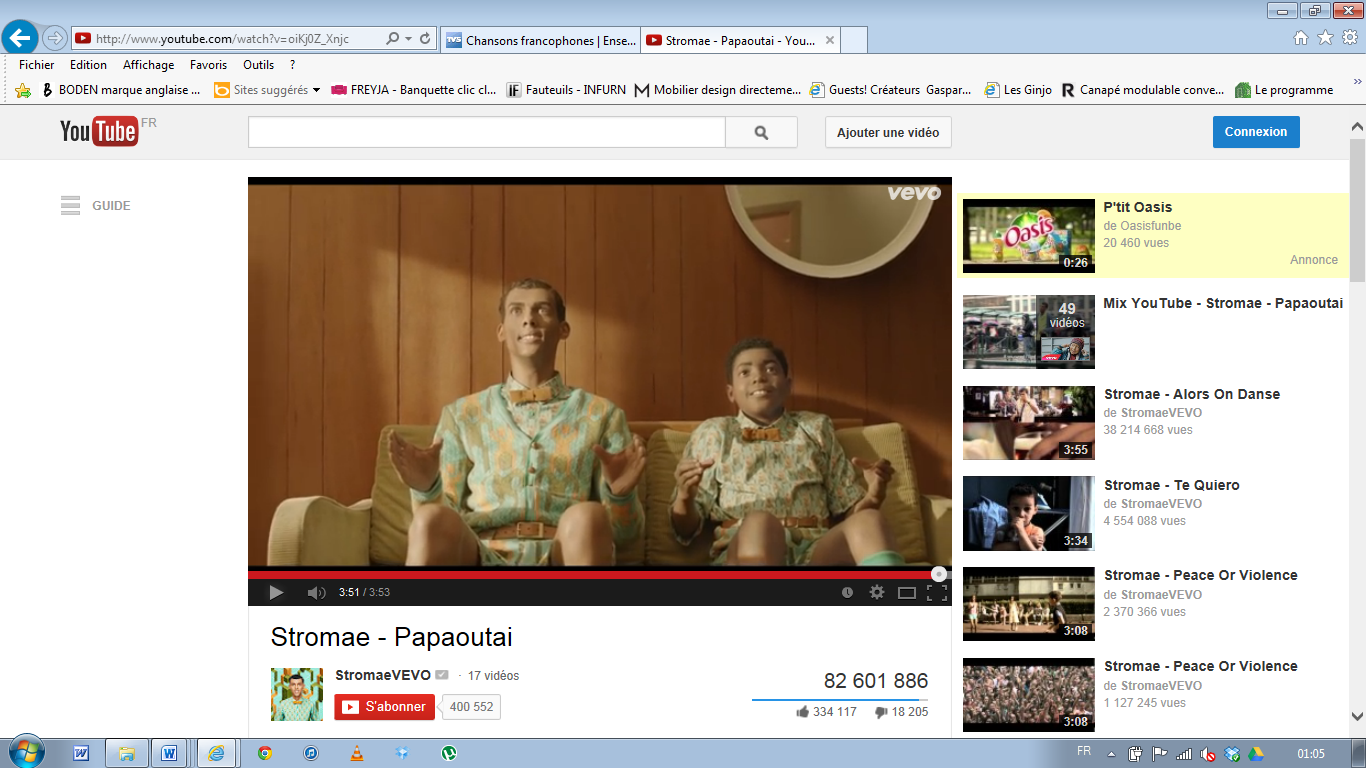 http://www.youtube.com/watch?v=oiKj0Z_Xnjc
TV5 Chansons francophones | Ense...
Stromae - Papaoutai - You...
Fichier Edition Affichage Favoris Outils ?
BODEN marque anglaise ... Sites suggérés FREYJA - Banquette clic cl... Fauteuils - INFURN Mobilier design directeme... Guests! Créateurs Gaspar... Les Ginjo Canapé modulable conve... Le programme
YouTube FR
Ajouter une vidéo
Connexion
GUIDE
vevo
3:51 / 3:53
Stromae - Papaoutai
StromaeVEVO · 17 vidéos
S'abonner 400 552
82 601 886
334 117 18 205
Oasis
0:26
P'tit Oasis
de Oasisfunbe
20 460 vues
Annonce
49
vidéos
Mix YouTube - Stromae - Papaoutai
3:55
Stromae - Alors On Danse
de StromaeVEVO
38 214 668 vues
3:34
Stromae - Te Quiero
de StromaeVEVO
4 554 088 vues
3:08
Stromae - Peace Or Violence
de StromaeVEVO
2 370 366 vues
3:08
Stromae - Peace Or Violence
de StromaeVEVO
1 127 245 vues
FR
01:05